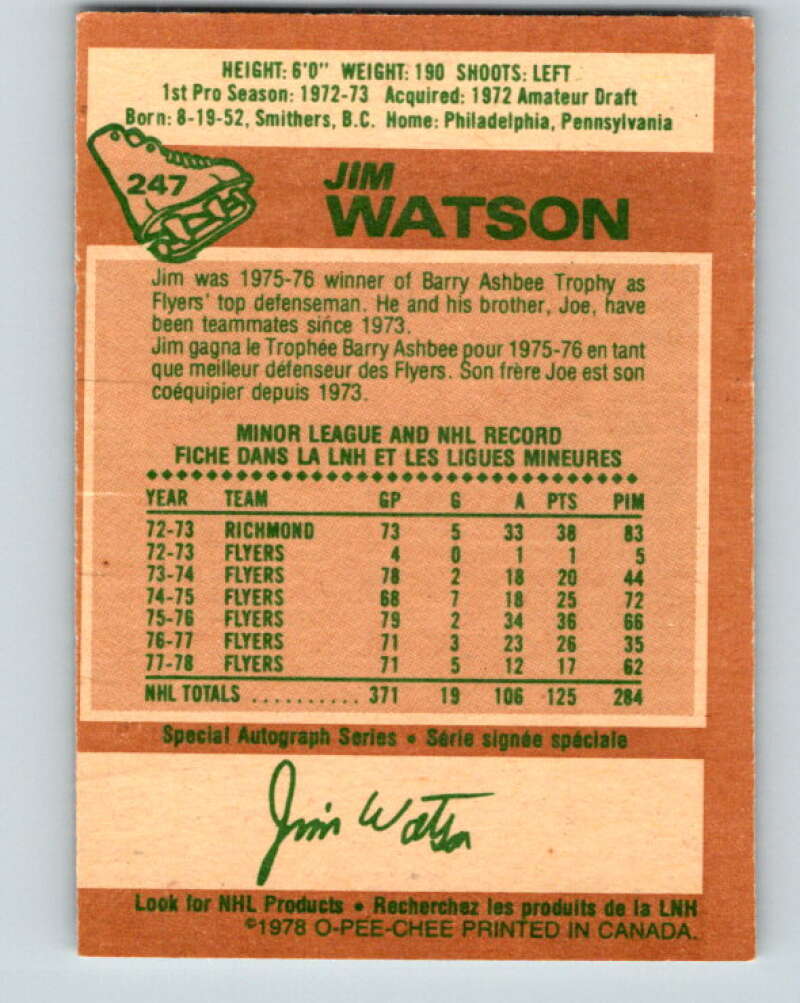 HEIGHT: 6'0" WEIGHT: 190 SHOOTS: LEFT
1st Pro Season: 1972-73 Acquired: 1972 Amateur Draft
Born: 8-19-52, Smithers, B.C. Home: Philadelphia, Pennsylvania
247
JIM
WATSON
Jim was 1975-76 winner of Barry Ashbee Trophy as
Flyers' top defenseman. He and his brother, Joe, have
been teammates since 1973.
Jim gagna le Trophée Barry Ashbee pour 1975-76 en tant
que meilleur défenseur des Flyers. Son frère Joe est son
coéquipier depuis 1973.
MINOR LEAGUE AND NHL RECORD
FICHE DANS LA LNH ET LES LIGUES MINEURES
YEAR TEAM GP G A PTS PIM
72-73 RICHMOND 73 5 33 38 83
72-73 FLYERS 4 0 1 1 5
73-74 FLYERS 78 2 18 20 44
74-75 FLYERS 68 7 18 25 72
75-76 FLYERS 79 2 34 36 66
76-77 FLYERS 71 3 23 26 35
77-78 FLYERS 71 5 12 17 62
NHL TOTALS .......... 371 19 106 125 284
Special Autograph Series • Série signée spéciale
Jim Watson
Look for NHL Products • Recherchez les produits de la LNH
©1978 O-PEE-CHEE PRINTED IN CANADA.